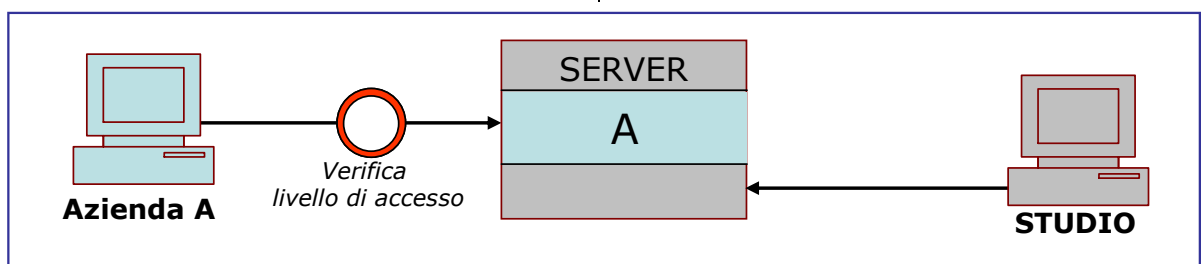 SERVER
A
Verifica
livello di accesso
Azienda A
STUDIO